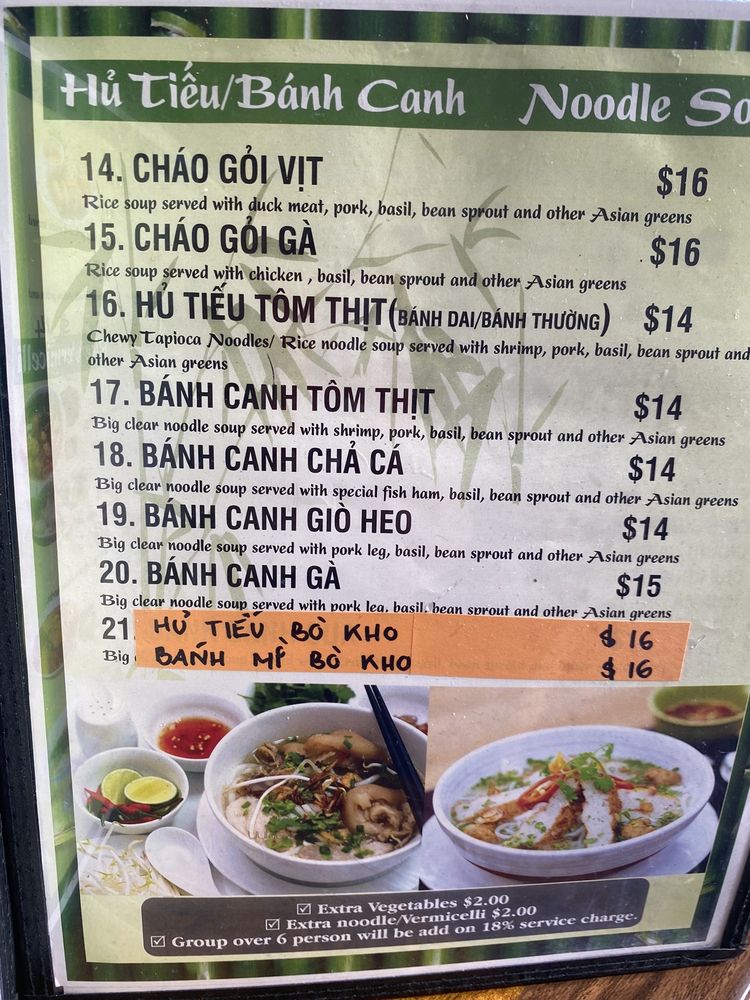 Hủ Tiếu/Bánh Canh Noodle So
14. CHÁO GỎI VỊT $16
Rice soup served with duck meat, pork, basil, bean sprout and other Asian greens
15. CHÁO GỎI GÀ $16
Rice soup served with chicken , basil, bean sprout and other Asian greens
16. HỦ TIẾU TÔM THỊT(BÁNH DAI/BÁNH THƯỜNG) $14
Chewy Tapioca Noodles/ Rice noodle soup served with shrimp, pork, basil, bean sprout and
other Asian greens
17. BÁNH CANH TÔM THỊT $14
Big clear noodle soup served with shrimp, pork, basil, bean sprout and other Asian greens
18. BÁNH CANH CHẢ CÁ $14
Big clear noodle soup served with special fish ham, basil, bean sprout and other Asian greens
19. BÁNH CANH GIÒ HEO $14
Big clear noodle soup served with pork leg, basil, bean sprout and other Asian greens
20. BÁNH CANH GÀ $15
Big clear noodle soup served with pork leg, basil, bean sprout and other Asian greens
21. HỦ TIẾU BÒ KHO $16
Big BÁNH MÌ BÒ KHO $16
☑ Extra Vegetables $2.00
☑ Extra noodle/Vermicelli $2.00
☑ Group over 6 person will be add on 18% service charge.